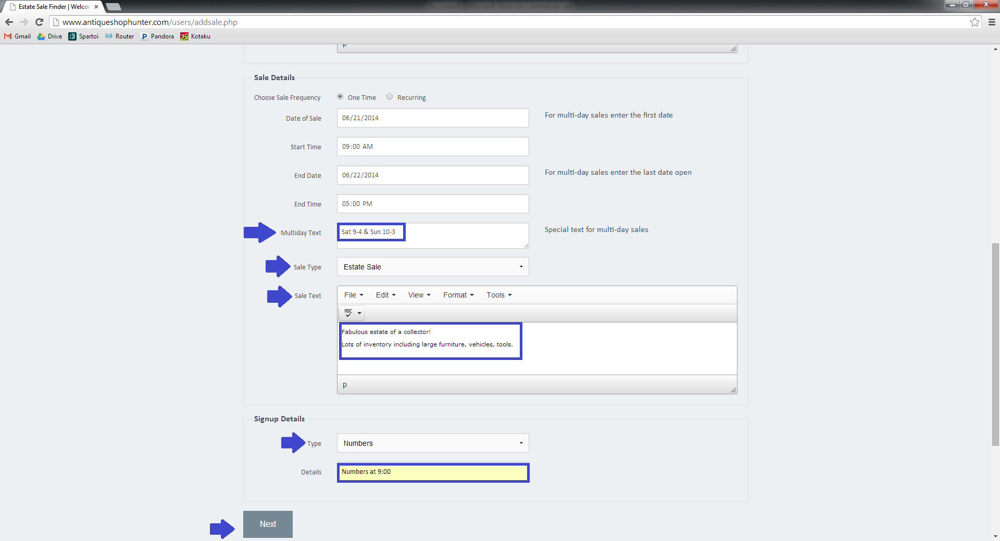 Estate Sale Finder | Welcor
www.antiqueshophunter.com/users/addsale.php
Gmail Drive Spartoi Router Pandora Kotaku
p
Sale Details
Choose Sale Frequency One Time Recurring
Date of Sale 06/21/2014 For multi-day sales enter the first date
Start Time 09:00 AM
End Date 06/22/2014 For multi-day sales enter the last date open
End Time 05:00 PM
Multiday Text Sat 9-4 & Sun 10-3 Special text for multi-day sales
Sale Type Estate Sale
Sale Text File Edit View Format Tools
ABC
Fabulous estate of a collector!
Lots of inventory including large furniture, vehicles, tools.
p
Signup Details
Type Numbers
Details Numbers at 9:00
Next